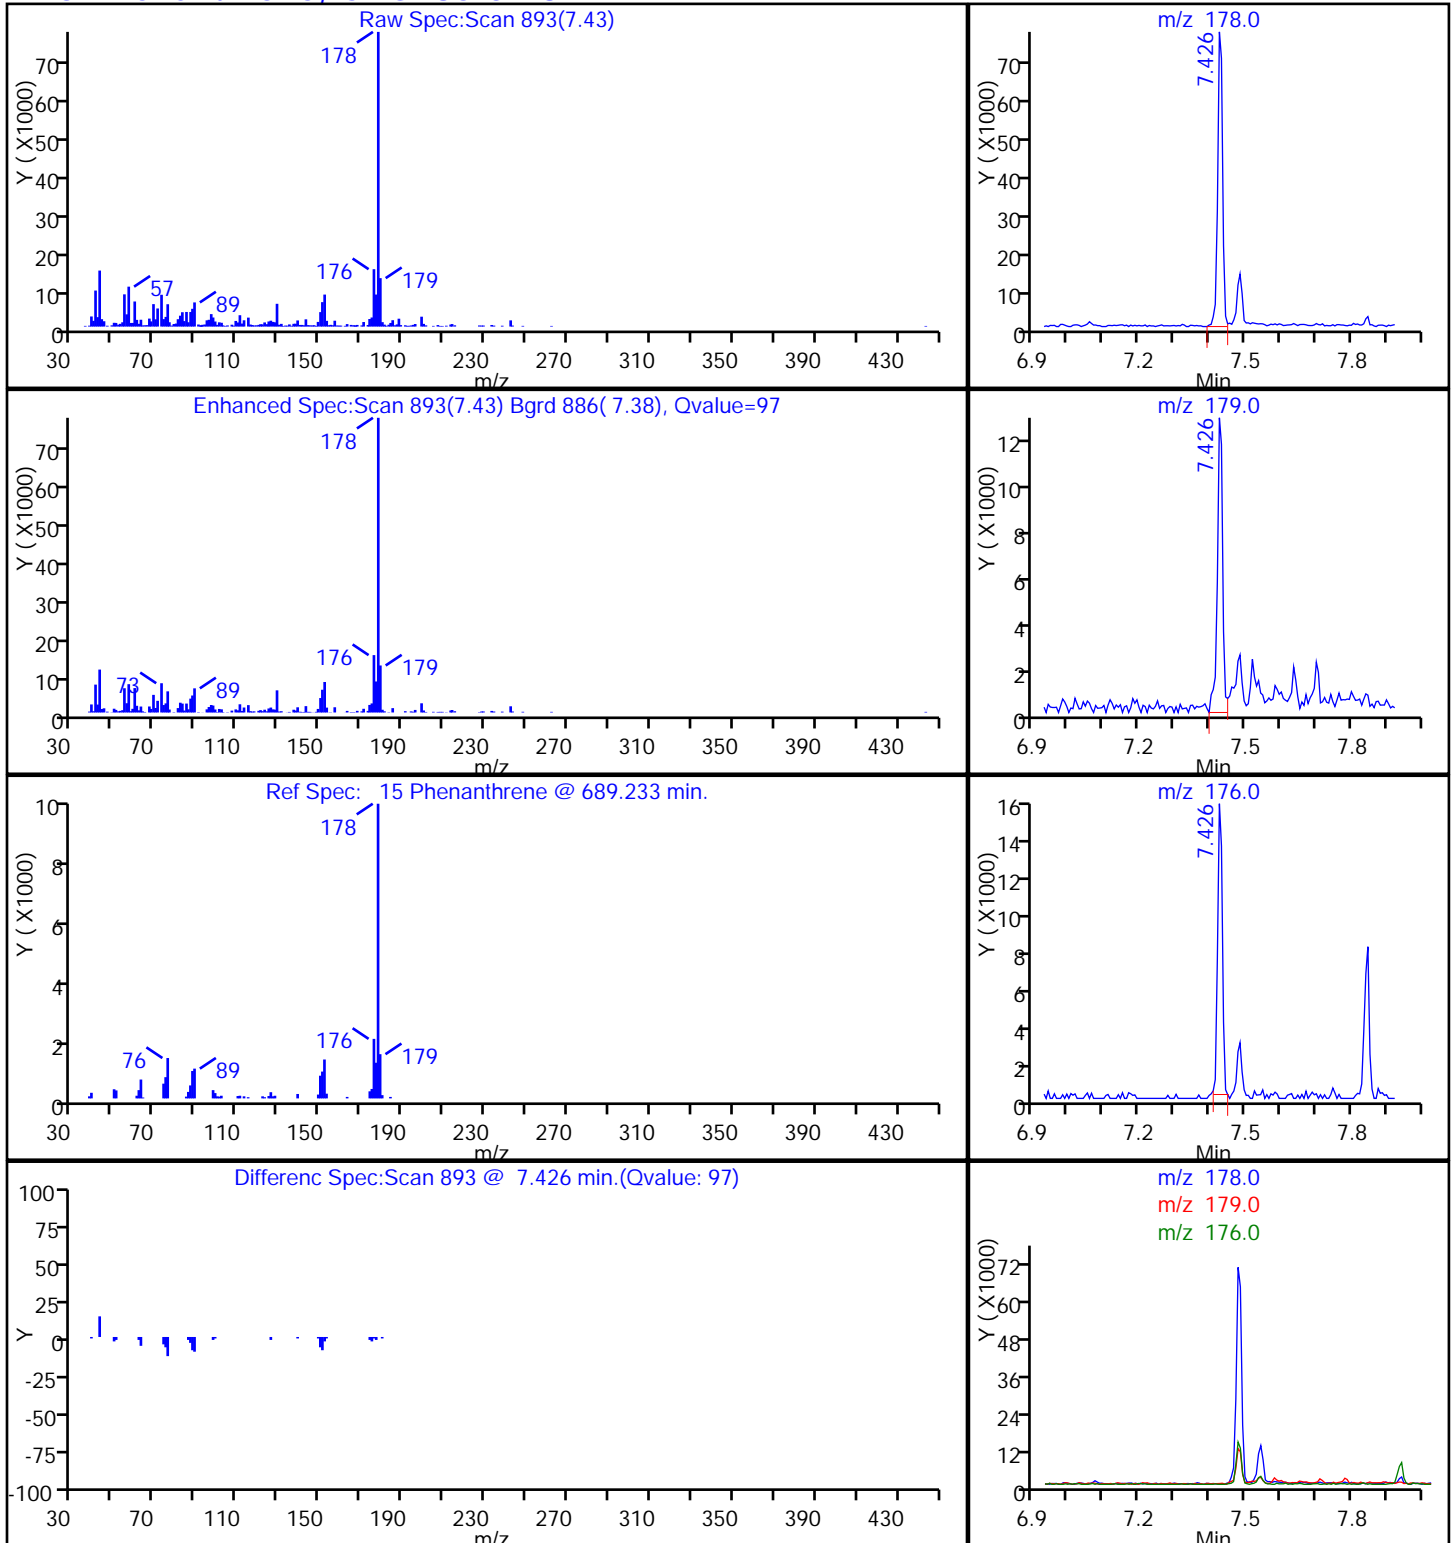 Raw Spec:Scan 893(7.43)
Y ( X1000)
70
60
50
40
30
20
10
0
178
57
89
176
179
30 70 110 150 190 230 270 310 350 390 430
m/z
m/z 178.0
Y ( X1000)
70
60
50
40
30
20
10
0
7.426
6.9 7.2 7.5 7.8
Min
Enhanced Spec:Scan 893(7.43) Bgrd 886( 7.38), Qvalue=97
Y ( X1000)
70
60
50
40
30
20
10
0
178
73
89
176
179
30 70 110 150 190 230 270 310 350 390 430
m/z
m/z 179.0
Y ( X1000)
12
10
8
6
4
2
0
7.426
6.9 7.2 7.5 7.8
Min
Ref Spec: 15 Phenanthrene @ 689.233 min.
Y ( X1000)
10
8
6
4
2
0
178
76
89
176
179
30 70 110 150 190 230 270 310 350 390 430
m/z
m/z 176.0
Y ( X1000)
16
14
12
10
8
6
4
2
0
7.426
6.9 7.2 7.5 7.8
Min
Differenc Spec:Scan 893 @ 7.426 min.(Qvalue: 97)
Y
100
75
50
25
0
-25
-50
-75
-100
30 70 110 150 190 230 270 310 350 390 430
m/z
m/z 178.0
m/z 179.0
m/z 176.0
Y ( X1000)
72
60
48
36
24
12
0
6.9 7.2 7.5 7.8
Min